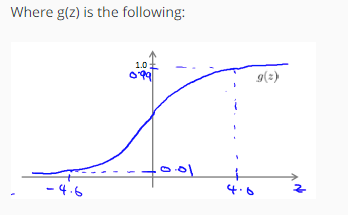 Where g(z) is the following:
1.0
0.99
g(z)
0.01
-4.6
4.6
z